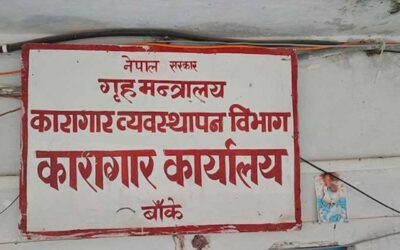 नेपाल सरकार
गृह मन्त्रालय
कारागार व्यवस्थापन विभाग
कारागार कार्यालय
बाँके